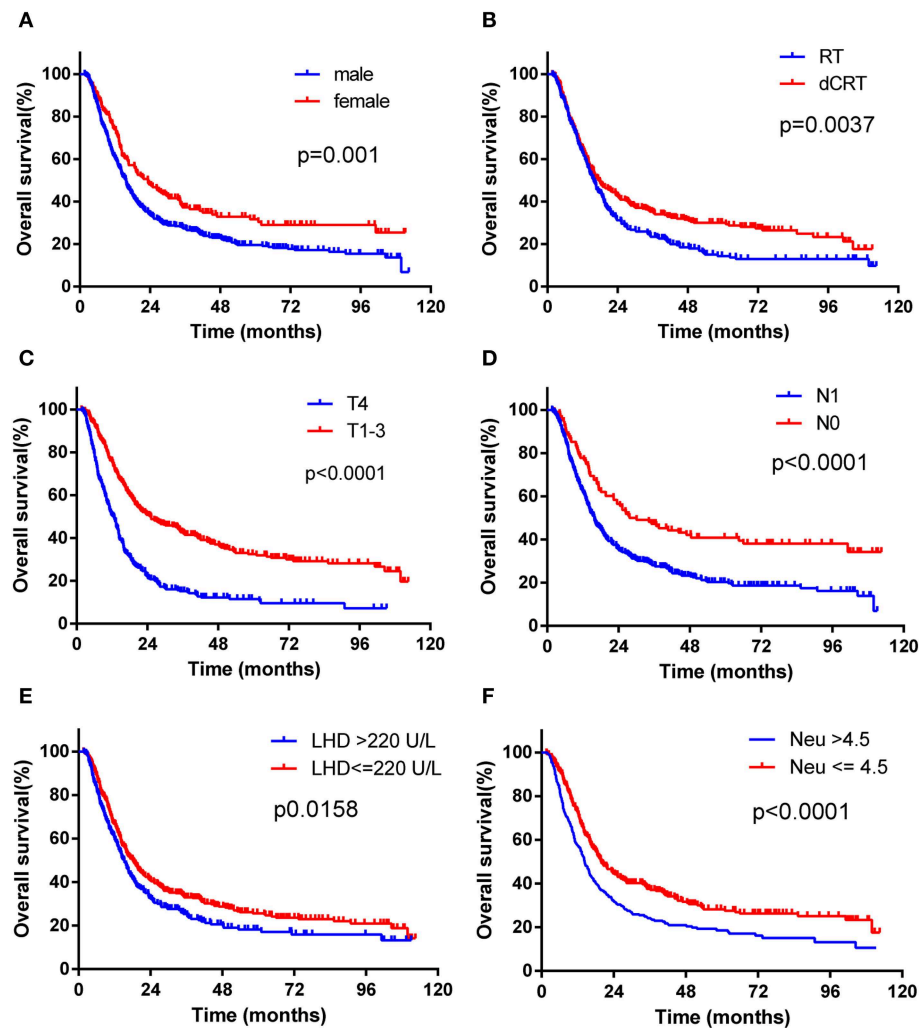 A
Overall survival(%)
100
80
60
40
20
0
0 24 48 72 96 120
Time (months)
male
female
p=0.001
B
Overall survival(%)
100
80
60
40
20
0
0 24 48 72 96 120
Time (months)
RT
dCRT
p=0.0037
C
Overall survival(%)
100
80
60
40
20
0
0 24 48 72 96 120
Time (months)
T4
T1-3
p<0.0001
D
Overall survival(%)
100
80
60
40
20
0
0 24 48 72 96 120
Time (months)
N1
N0
p<0.0001
E
Overall survival(%)
100
80
60
40
20
0
0 24 48 72 96 120
Time (months)
LHD >220 U/L
LHD<=220 U/L
p0.0158
F
Overall survival(%)
100
80
60
40
20
0
0 24 48 72 96 120
Time (months)
Neu >4.5
Neu <= 4.5
p<0.0001